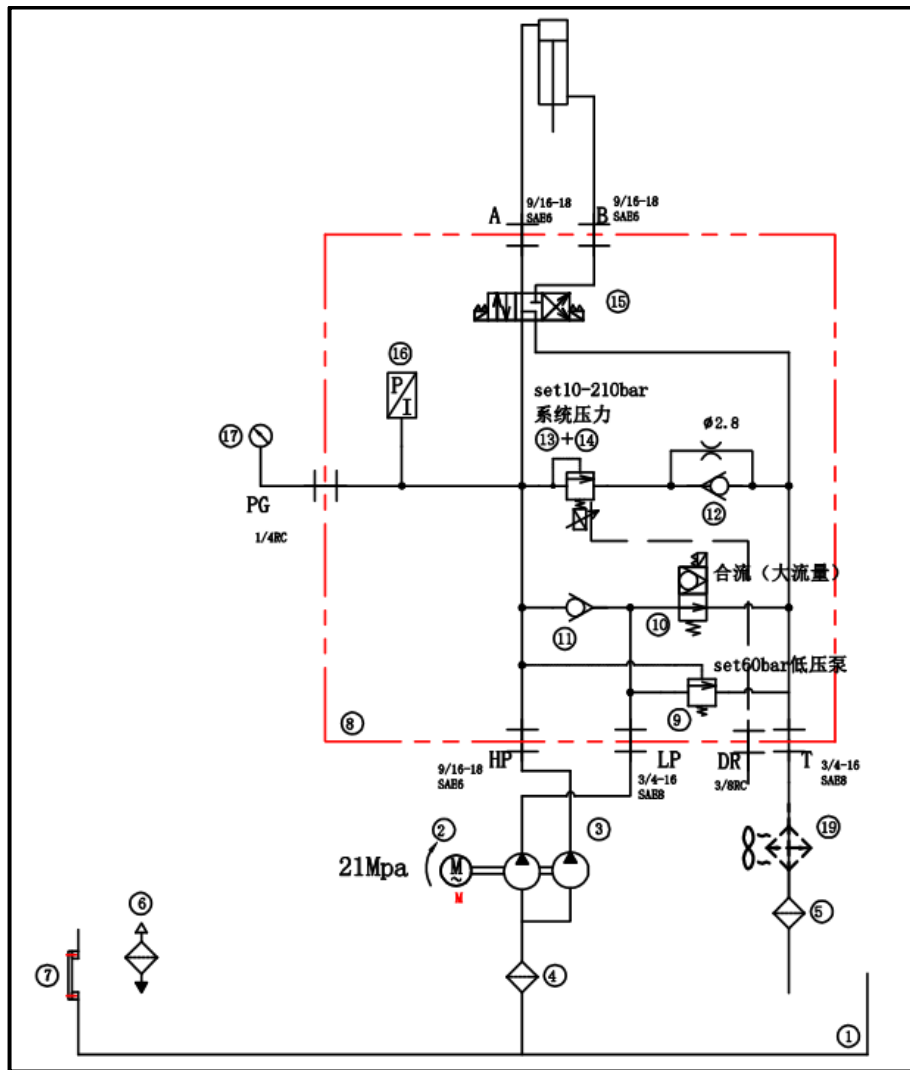 A
9/16-18
SAE6
B
9/16-18
SAE6
15
16
P
I
set10-210bar
系统压力
13+14
ø2.8
17
PG
1/4RC
12
合流（大流量）
11
10
set60bar低压泵
9
8
HP
9/16-18
SAE6
LP
3/4-16
SAE8
DR
3/8RC
T
3/4-16
SAE8
2
3
19
21Mpa
M
~
M
6
5
7
4
1